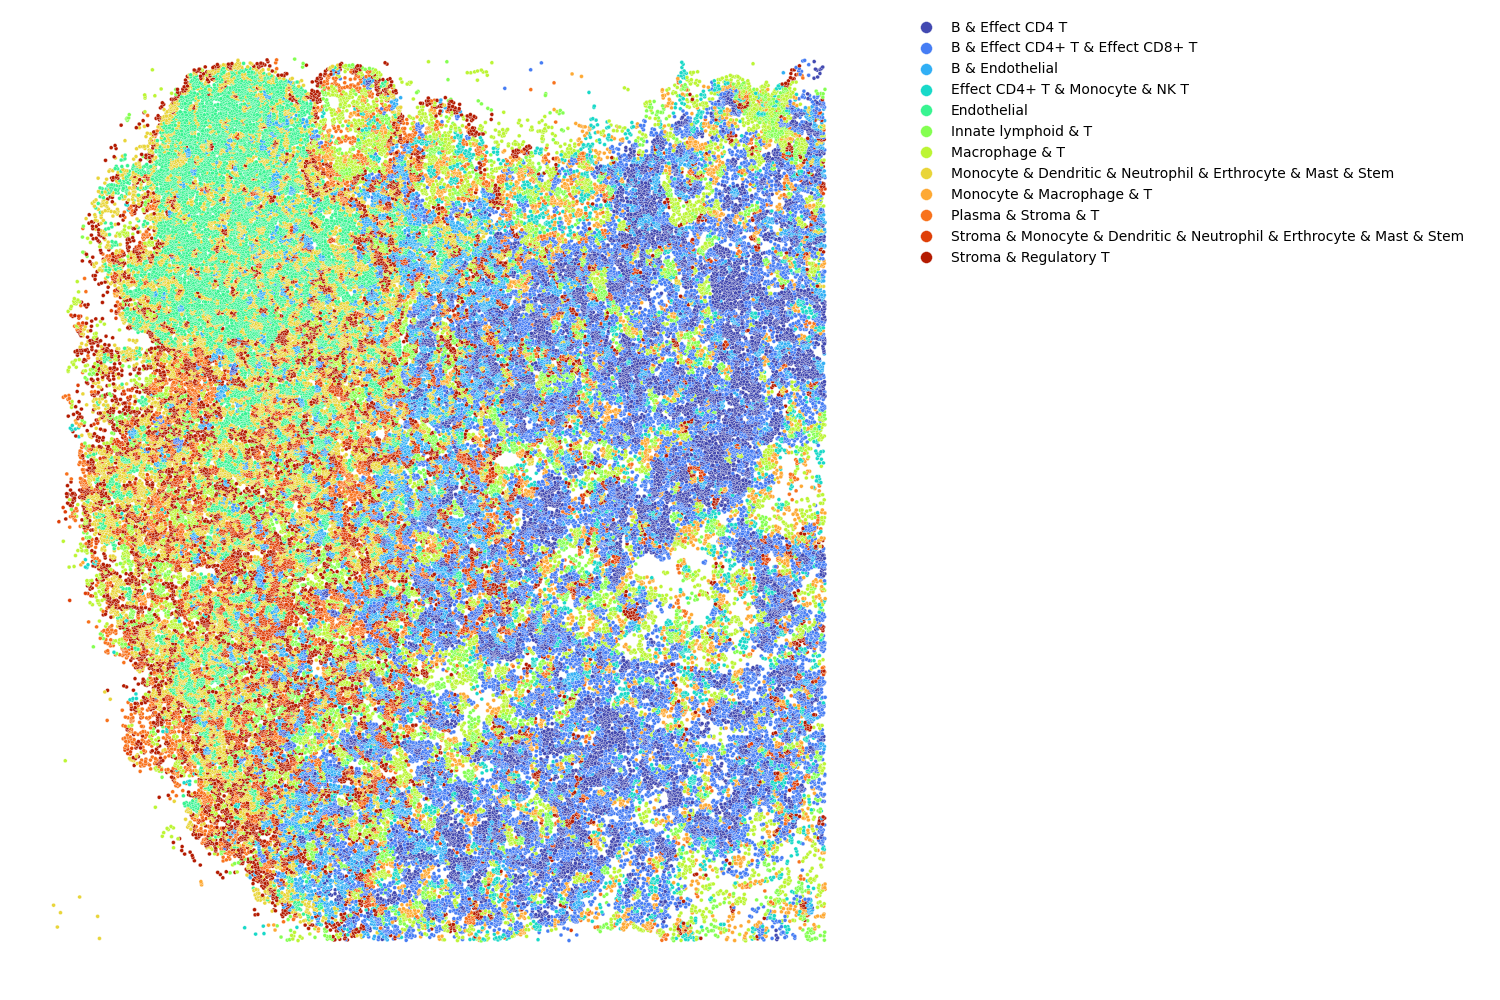 B & Effect CD4 T
B & Effect CD4+ T & Effect CD8+ T
B & Endothelial
Effect CD4+ T & Monocyte & NK T
Endothelial
Innate lymphoid & T
Macrophage & T
Monocyte & Dendritic & Neutrophil & Erthrocyte & Mast & Stem
Monocyte & Macrophage & T
Plasma & Stroma & T
Stroma & Monocyte & Dendritic & Neutrophil & Erthrocyte & Mast & Stem
Stroma & Regulatory T